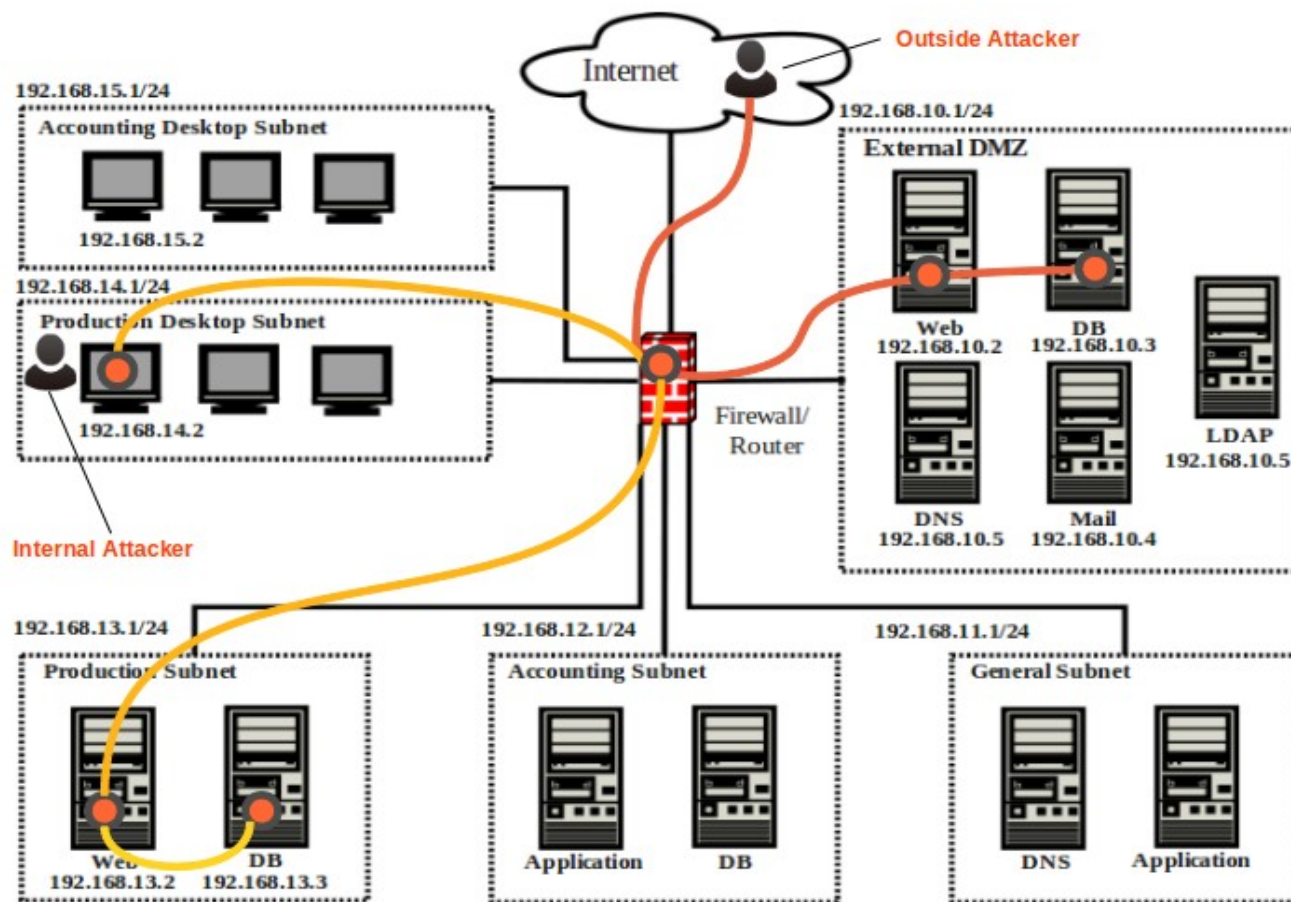 Outside Attacker
Internet
192.168.15.1/24
Accounting Desktop Subnet
192.168.15.2
192.168.10.1/24
External DMZ
Web
192.168.10.2
DB
192.168.10.3
LDAP
192.168.10.5
DNS
192.168.10.5
Mail
192.168.10.4
192.168.14.1/24
Production Desktop Subnet
192.168.14.2
Firewall/
Router
Internal Attacker
192.168.13.1/24
Production Subnet
Web
192.168.13.2
DB
192.168.13.3
192.168.12.1/24
Accounting Subnet
Application
DB
192.168.11.1/24
General Subnet
DNS
Application